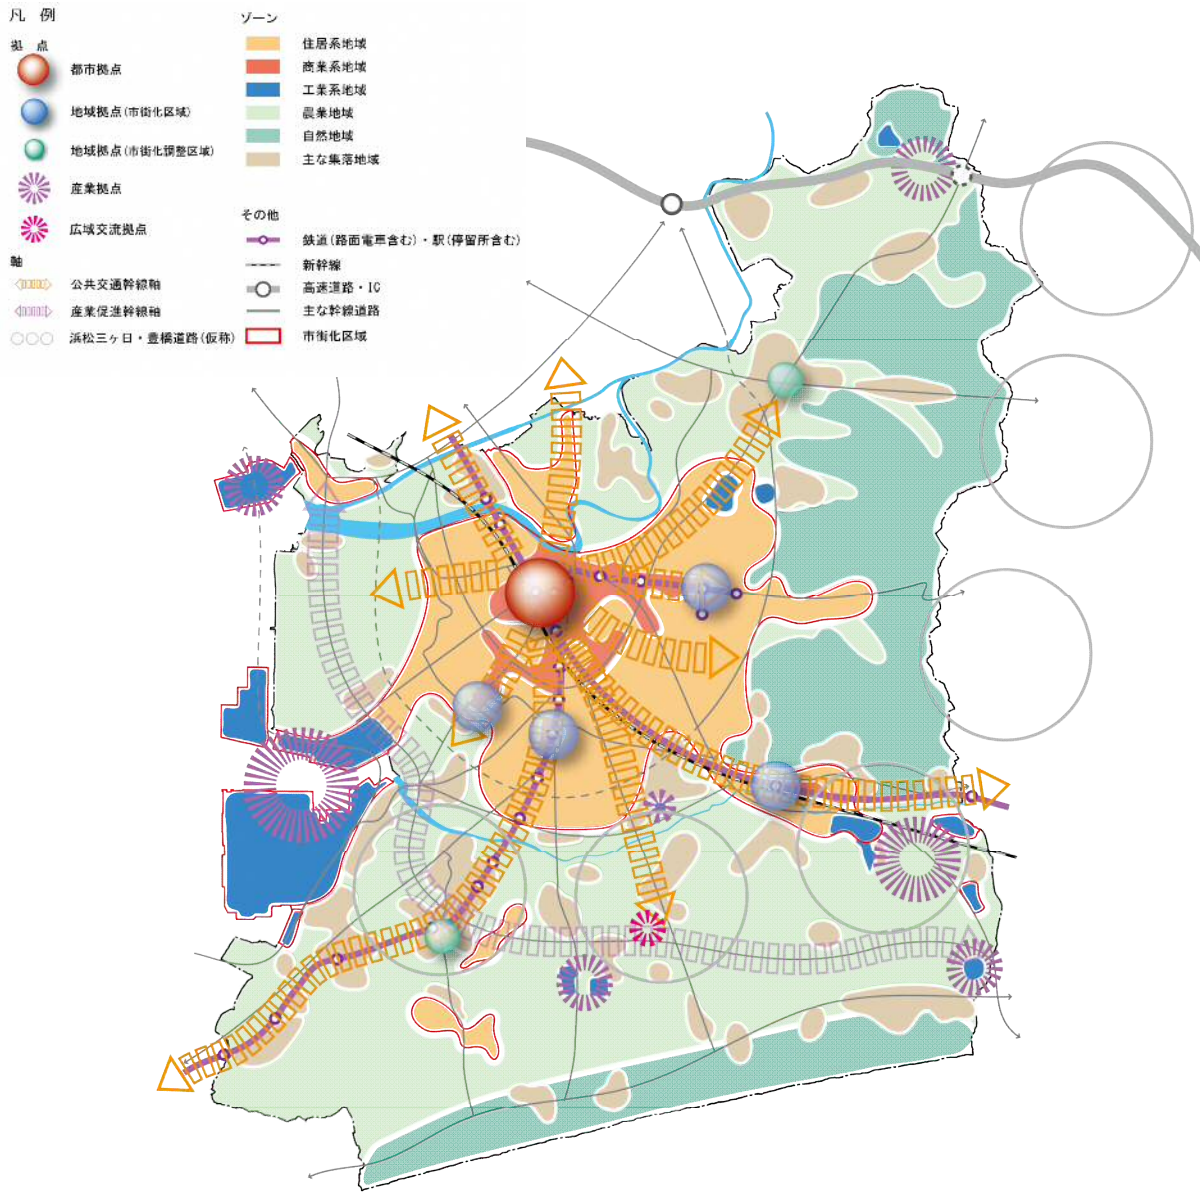 凡 例
拠 点
都市拠点
地域拠点(市街化区域)
地域拠点(市街化調整区域)
産業拠点
広域交流拠点
軸
公共交通幹線軸
産業促進幹線軸
浜松三ヶ日・豊橋道路(仮称)
ゾーン
住居系地域
商業系地域
工業系地域
農業地域
自然地域
主な集落地域
その他
鉄道(路面電車含む)・駅(停留所含む)
新幹線
高速道路・IC
主な幹線道路
市街化区域